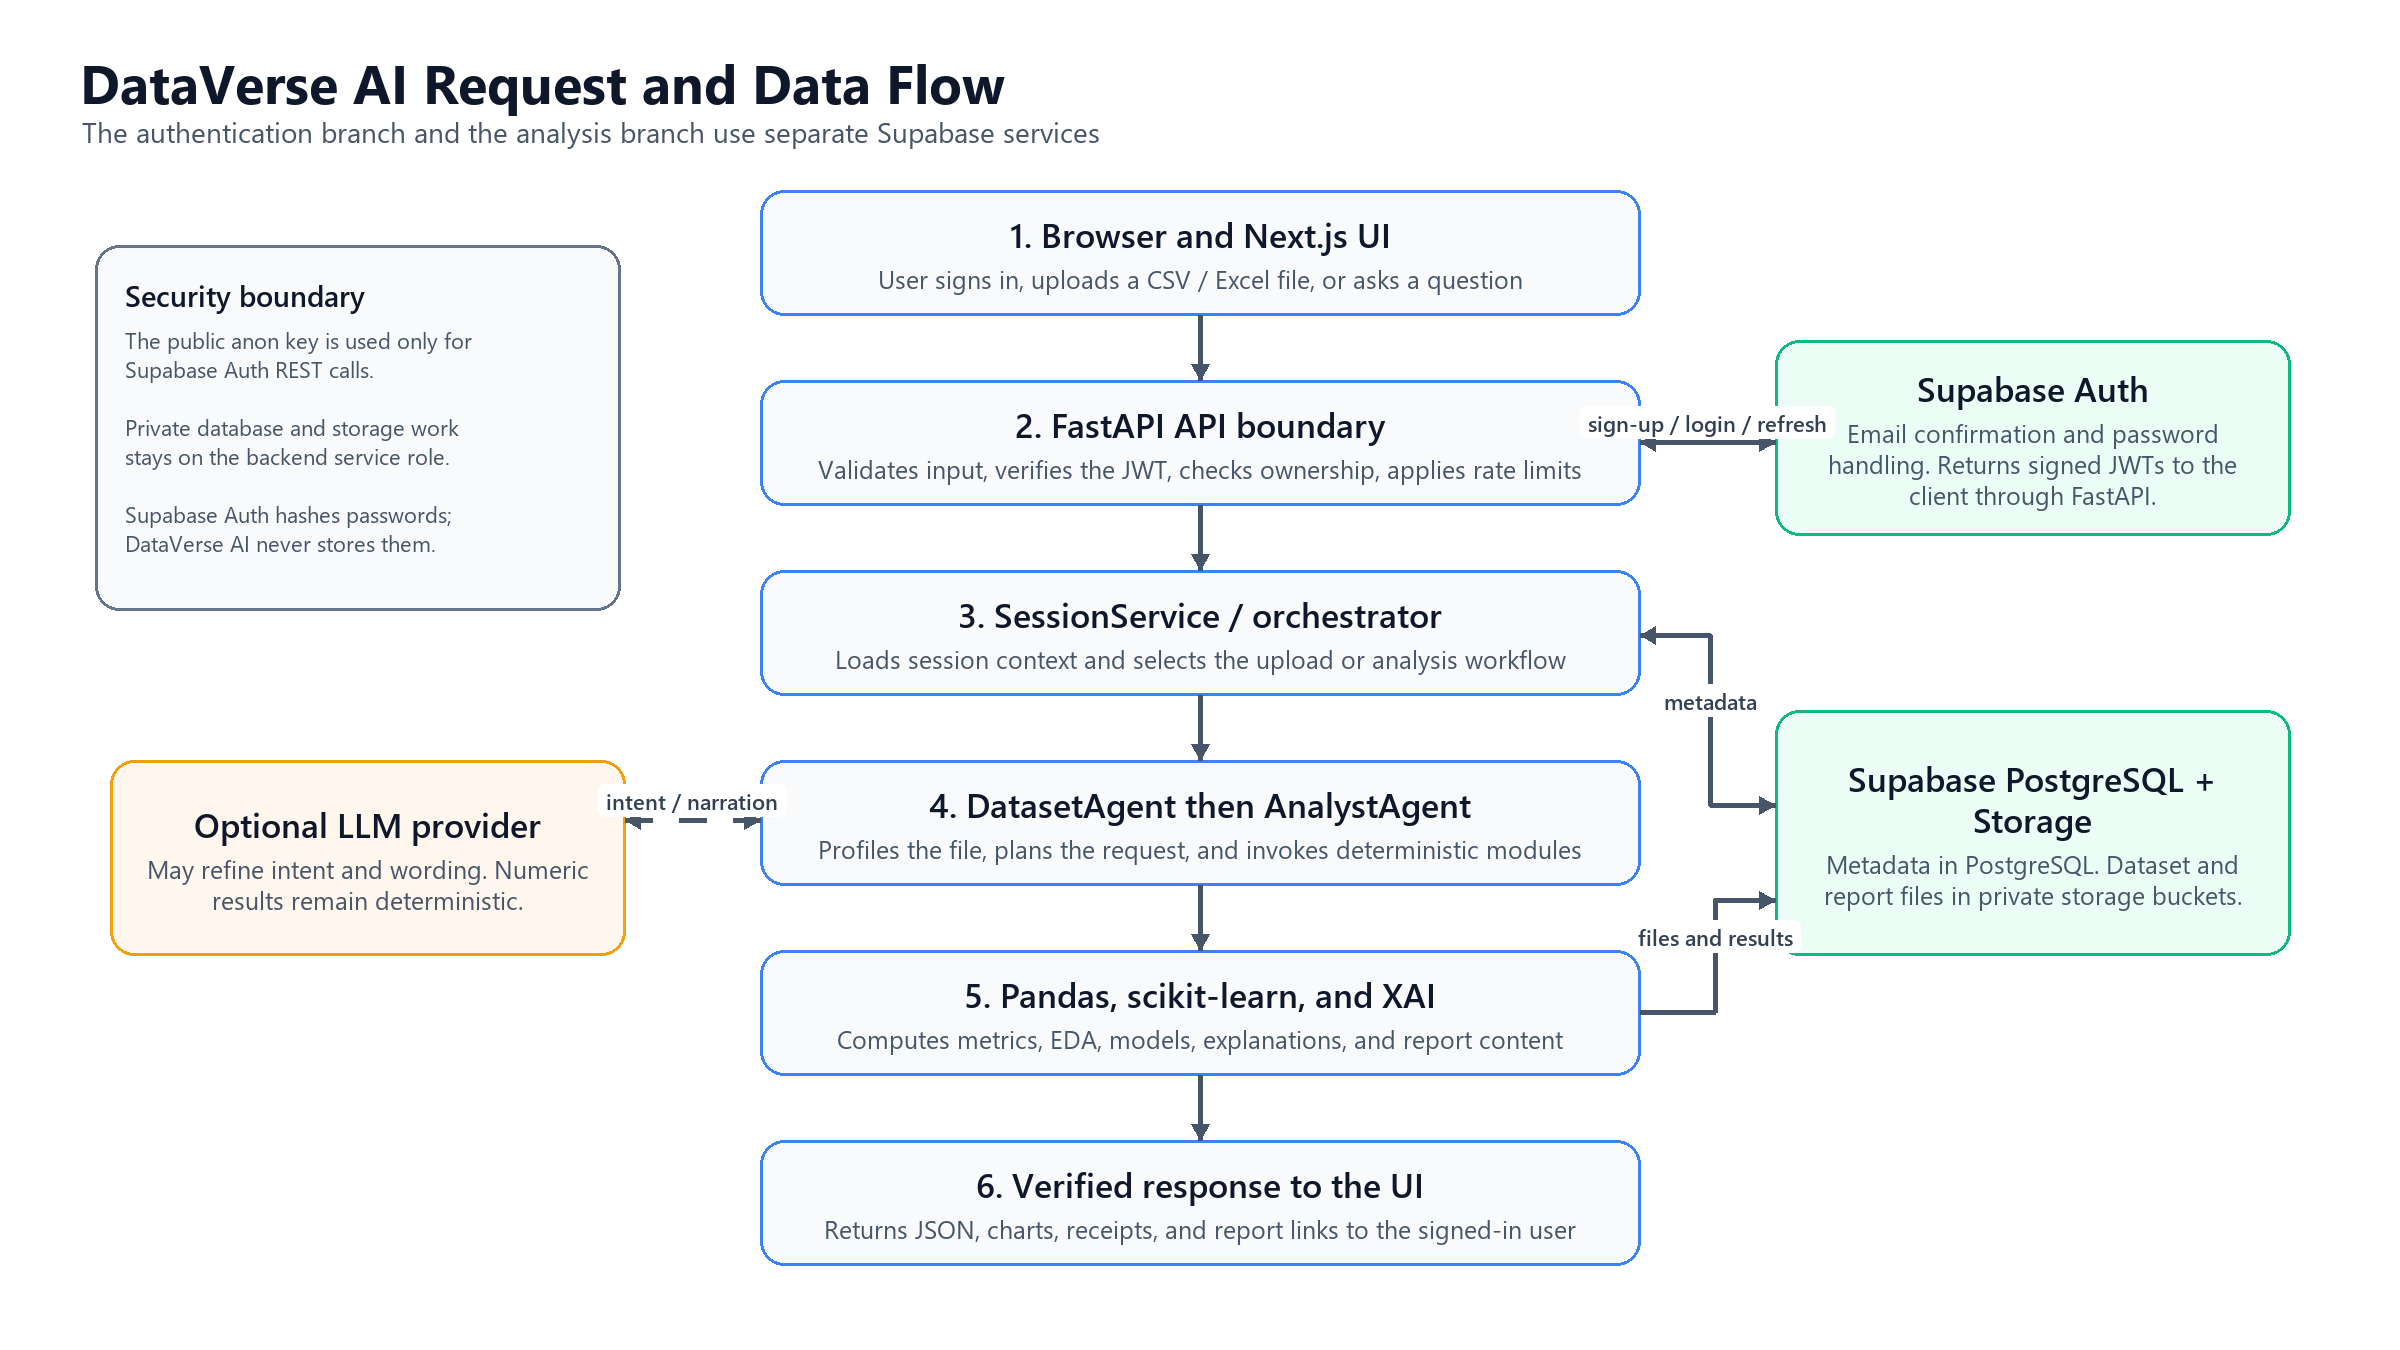 DataVerse AI Request and Data Flow
The authentication branch and the analysis branch use separate Supabase services
1. Browser and Next.js UI
User signs in, uploads a CSV / Excel file, or asks a question
Security boundary
The public anon key is used only for
Supabase Auth REST calls.
Private database and storage work
stays on the backend service role.
Supabase Auth hashes passwords;
DataVerse AI never stores them.
2. FastAPI API boundary
Validates input, verifies the JWT, checks ownership, applies rate limits
sign-up / login / refresh
Supabase Auth
Email confirmation and password
handling. Returns signed JWTs to the
client through FastAPI.
3. SessionService / orchestrator
Loads session context and selects the upload or analysis workflow
metadata
Optional LLM provider
May refine intent and wording. Numeric
results remain deterministic.
intent / narration
4. DatasetAgent then AnalystAgent
Profiles the file, plans the request, and invokes deterministic modules
Supabase PostgreSQL +
Storage
Metadata in PostgreSQL. Dataset and
report files in private storage buckets.
files and results
5. Pandas, scikit-learn, and XAI
Computes metrics, EDA, models, explanations, and report content
6. Verified response to the UI
Returns JSON, charts, receipts, and report links to the signed-in user